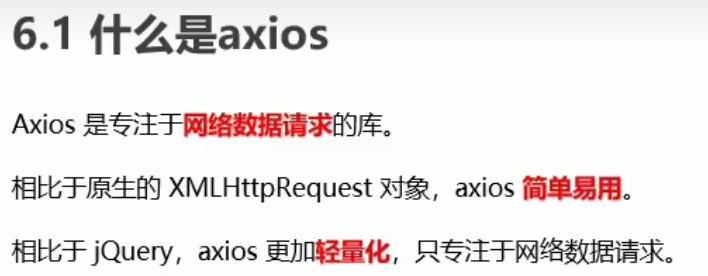 6.1 什么是axios
Axios 是专注于网络数据请求的库。
相比于原生的 XMLHttpRequest 对象，axios 简单易用。
相比于 jQuery，axios 更加轻量化，只专注于网络数据请求。